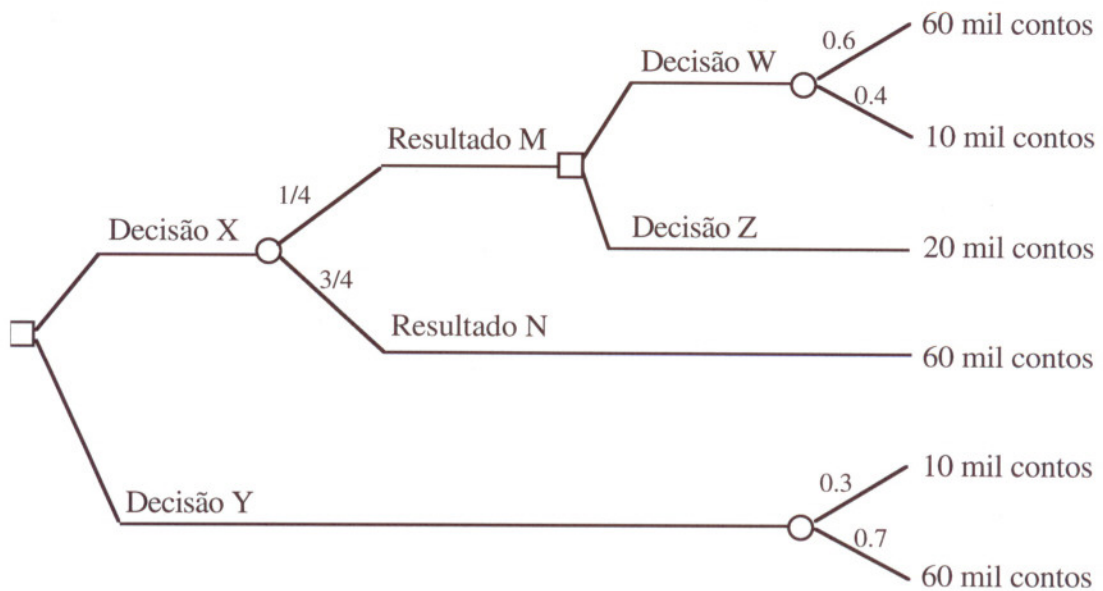 60 mil contos
0.6
Decisão W
0.4
10 mil contos
Resultado M
1/4
Decisão X
Decisão Z
20 mil contos
3/4
Resultado N
60 mil contos
10 mil contos
0.3
Decisão Y
0.7
60 mil contos